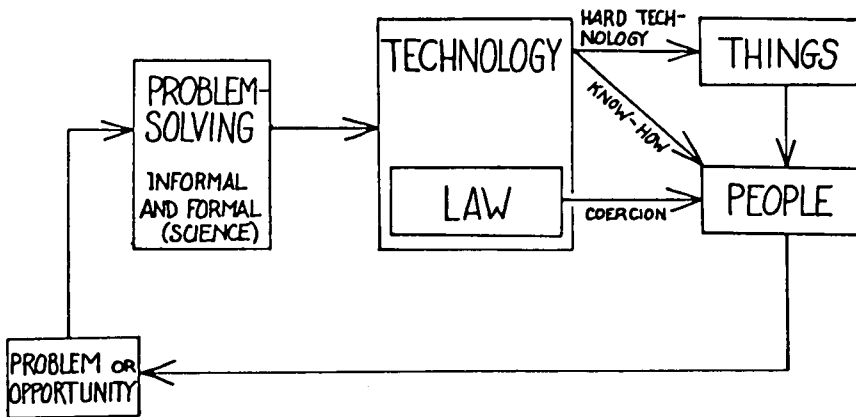 PROBLEM-
SOLVING
INFORMAL
AND FORMAL
(SCIENCE)
TECHNOLOGY
LAW
HARD TECH-
NOLOGY
KNOW-HOW
COERCION
THINGS
PEOPLE
PROBLEM OR
OPPORTUNITY